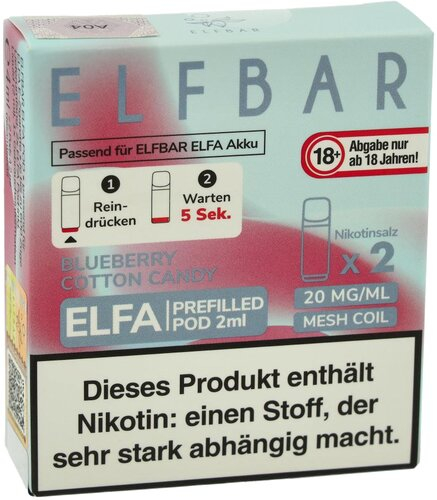 A04
ELFBAR
ELFBAR
Passend für ELFBAR ELFA Akku
18+
Abgabe nur
ab 18 Jahren!
1
Rein-
drücken
2
Warten
5 Sek.
BLUEBERRY
COTTON CANDY
Nikotinsalz
x 2
ELFA PREFILLED
POD 2ml
20 MG/ML
MESH COIL
Dieses Produkt enthält
Nikotin: einen Stoff, der
sehr stark abhängig macht.